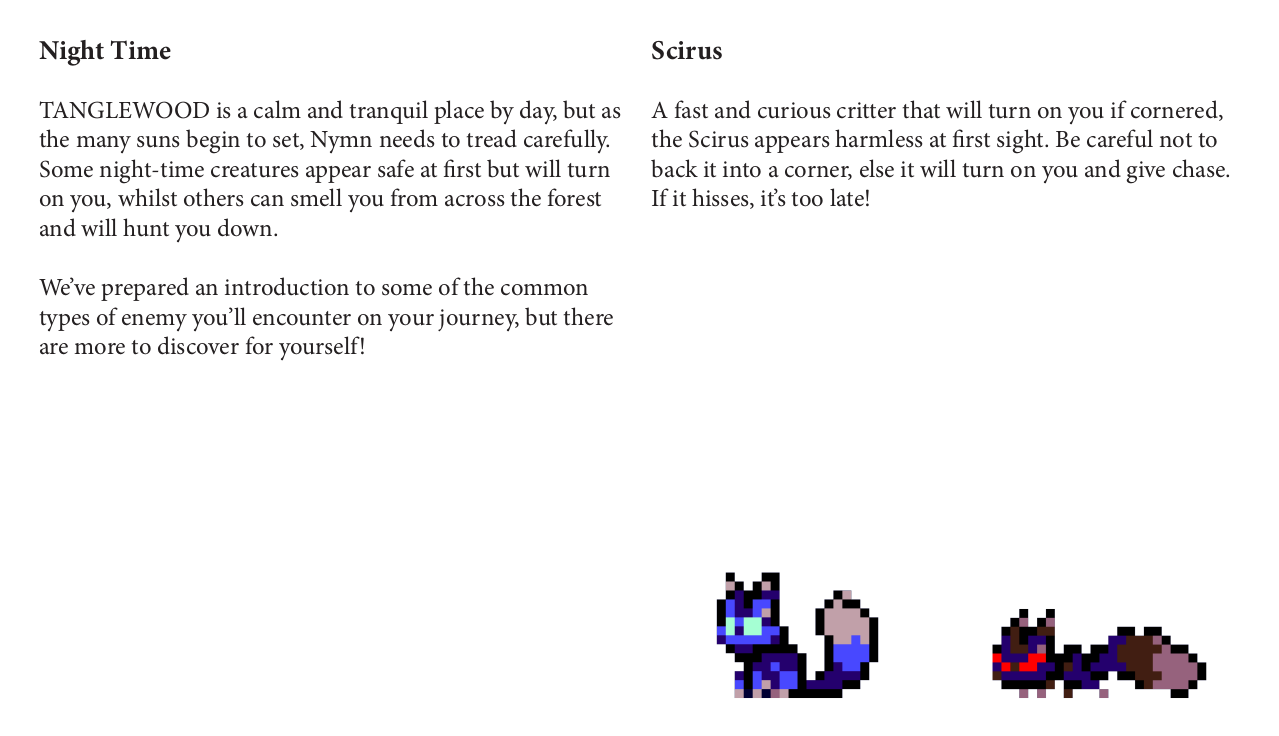 Night Time
TANGLEWOOD is a calm and tranquil place by day, but as
the many suns begin to set, Nymn needs to tread carefully.
Some night-time creatures appear safe at first but will turn
on you, whilst others can smell you from across the forest
and will hunt you down.
We’ve prepared an introduction to some of the common
types of enemy you’ll encounter on your journey, but there
are more to discover for yourself!
Scirus
A fast and curious critter that will turn on you if cornered,
the Scirus appears harmless at first sight. Be careful not to
back it into a corner, else it will turn on you and give chase.
If it hisses, it’s too late!